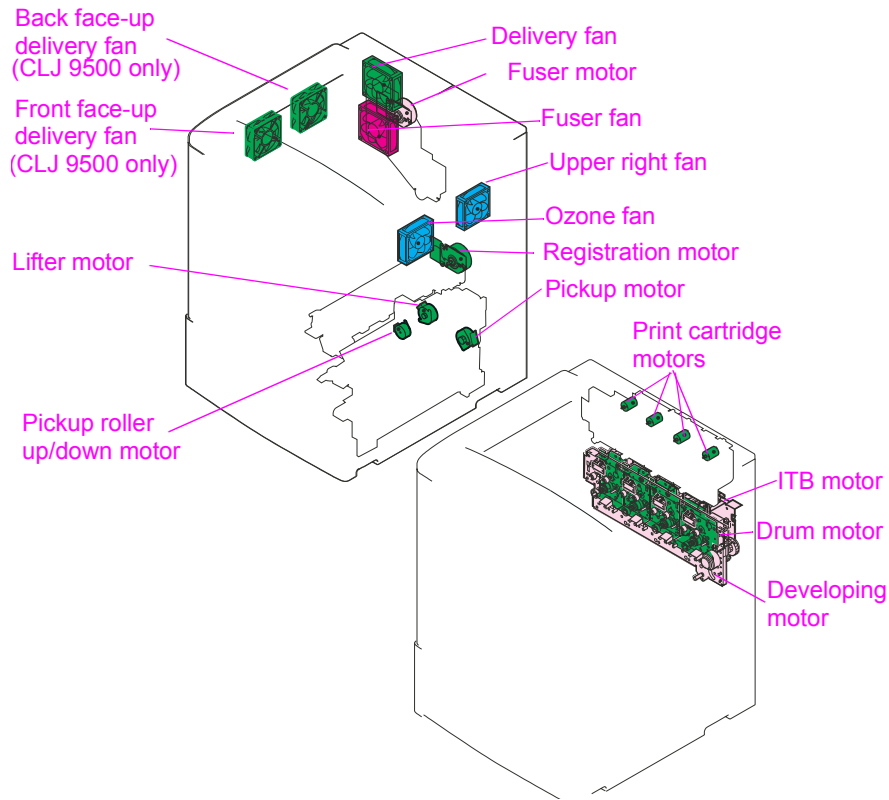 Back face-up
delivery fan
(CLJ 9500 only)
Front face-up
delivery fan
(CLJ 9500 only)
Delivery fan
Fuser motor
Fuser fan
Upper right fan
Ozone fan
Registration motor
Lifter motor
Pickup motor
Pickup roller
up/down motor
Print cartridge
motors
ITB motor
Drum motor
Developing
motor